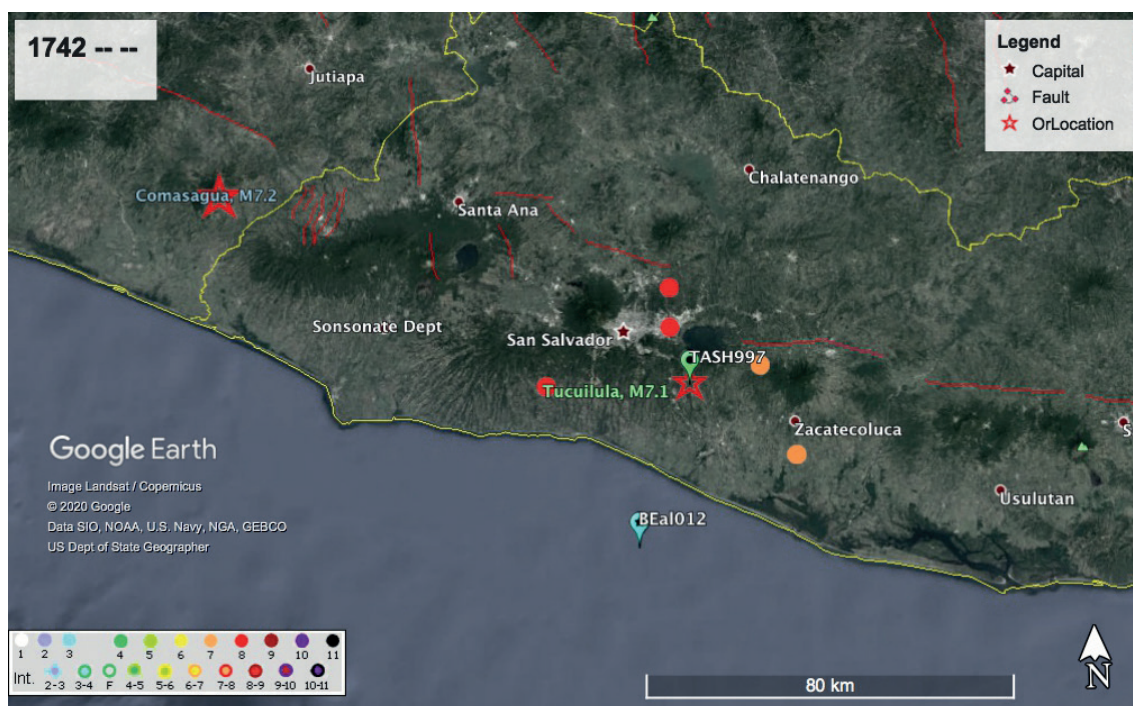 1742 -- --
Legend
Capital
Fault
OrLocation
Jutiapa
Chalatenango
Comasagua, M7.2
Santa Ana
Sonsonate Dept
San Salvador
TASH997
Tucuilula, M7.1
Zacatecoluca
S
Google Earth
Image Landsat / Copernicus
© 2020 Google
Data SIO, NOAA, U.S. Navy, NGA, GEBCO
US Dept of State Geographer
Usulutan
BEal012
1 2 3 4 5 6 7 8 9 10 11
Int. 2-3 3-4 F 4-5 5-6 6-7 7-8 8-9 9-10 10-11
80 km
N